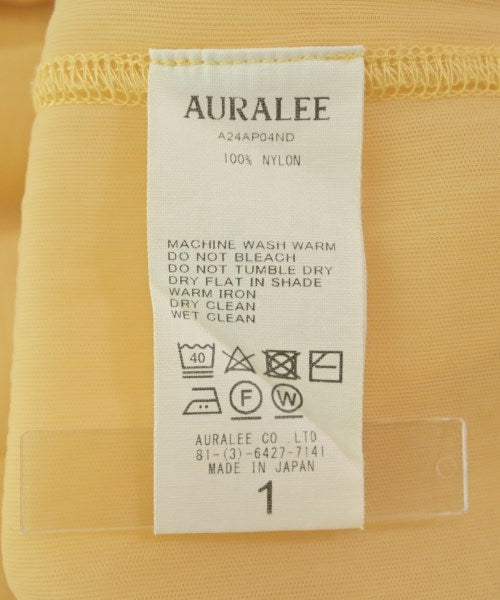 AURALEE
A24AP04ND
100% NYLON
MACHINE WASH WARM
DO NOT BLEACH
DO NOT TUMBLE DRY
DRY FLAT IN SHADE
WARM IRON
DRY CLEAN
WET CLEAN
40
F W
AURALEE CO.,LTD
81-(3)-6427-7141
MADE IN JAPAN
1